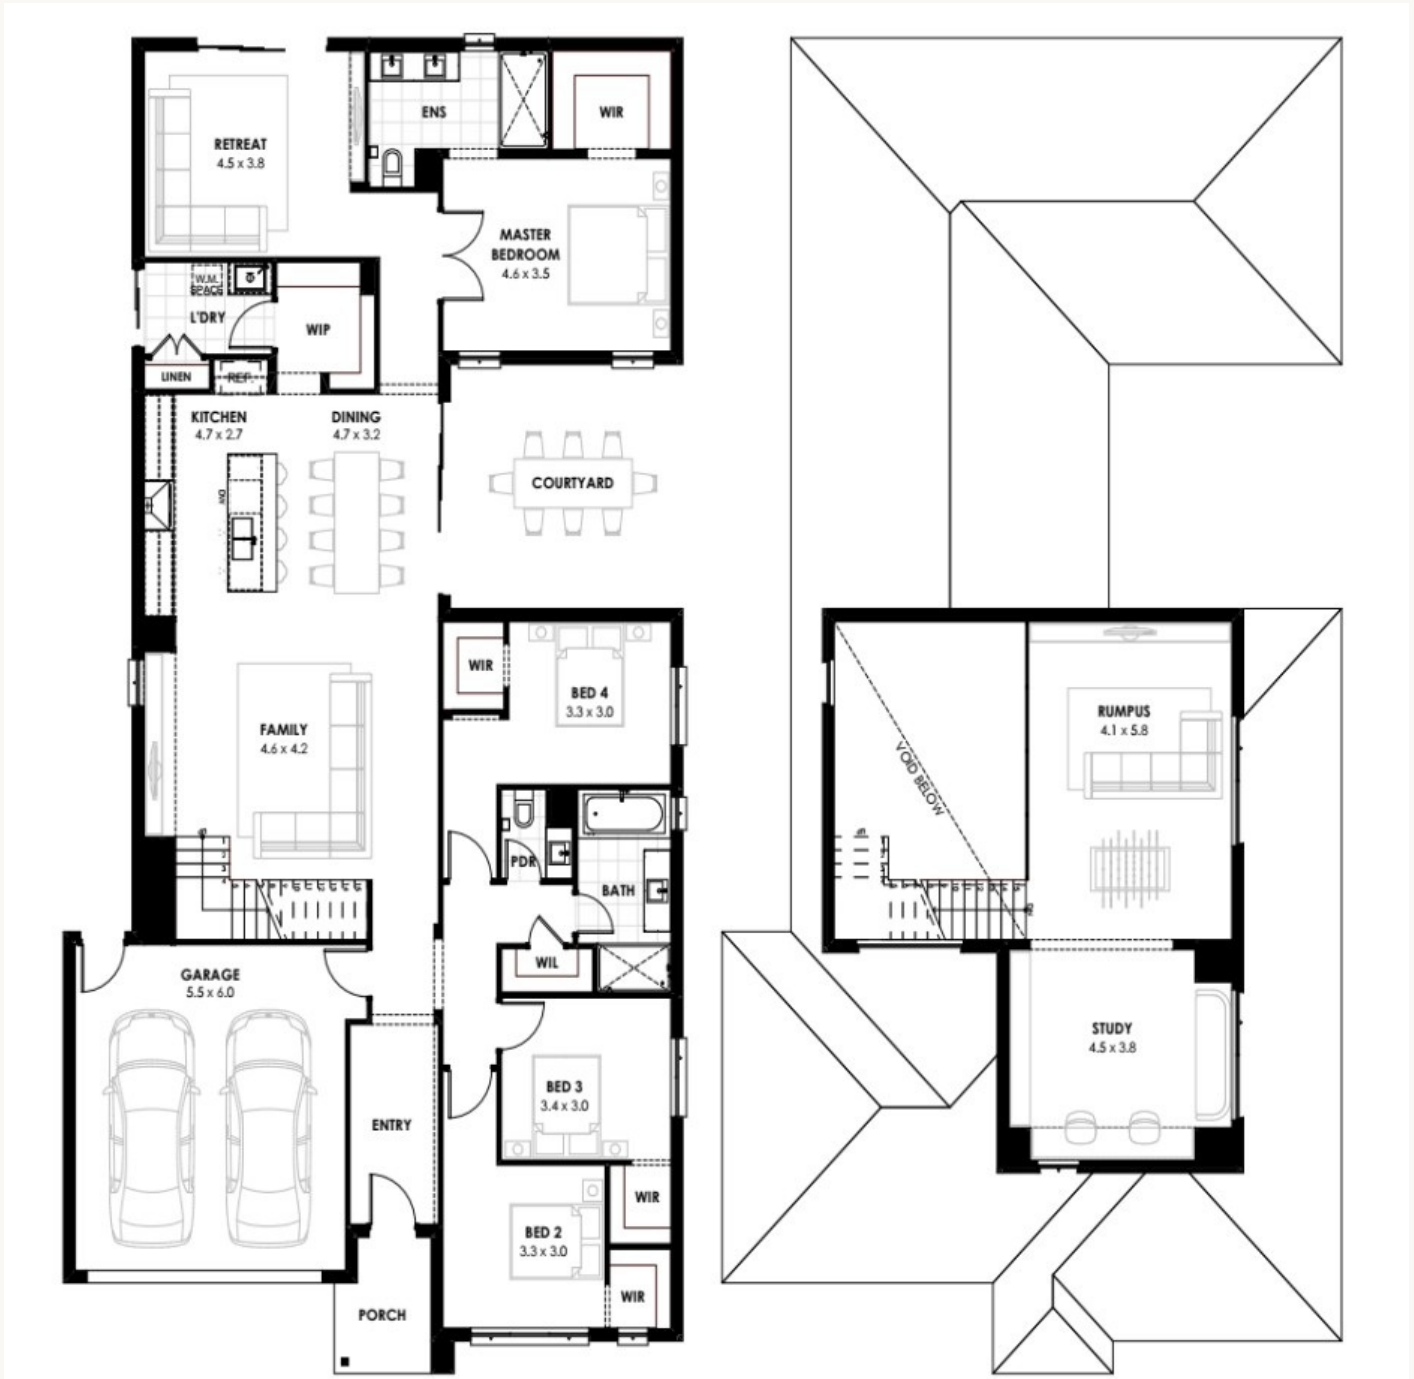 RETREAT
4.5 x 3.8
ENS
WIR
MASTER
BEDROOM
4.6 x 3.5
W.M.
SPACE
L'DRY
WIP
LINEN
REF.
KITCHEN
4.7 x 2.7
DINING
4.7 x 3.2
DW
COURTYARD
WIR
BED 4
3.3 x 3.0
FAMILY
4.6 x 4.2
PDR
BATH
WIL
GARAGE
5.5 x 6.0
BED 3
3.4 x 3.0
ENTRY
WIR
BED 2
3.3 x 3.0
WIR
PORCH
VOID BELOW
RUMPUS
4.1 x 5.8
STUDY
4.5 x 3.8